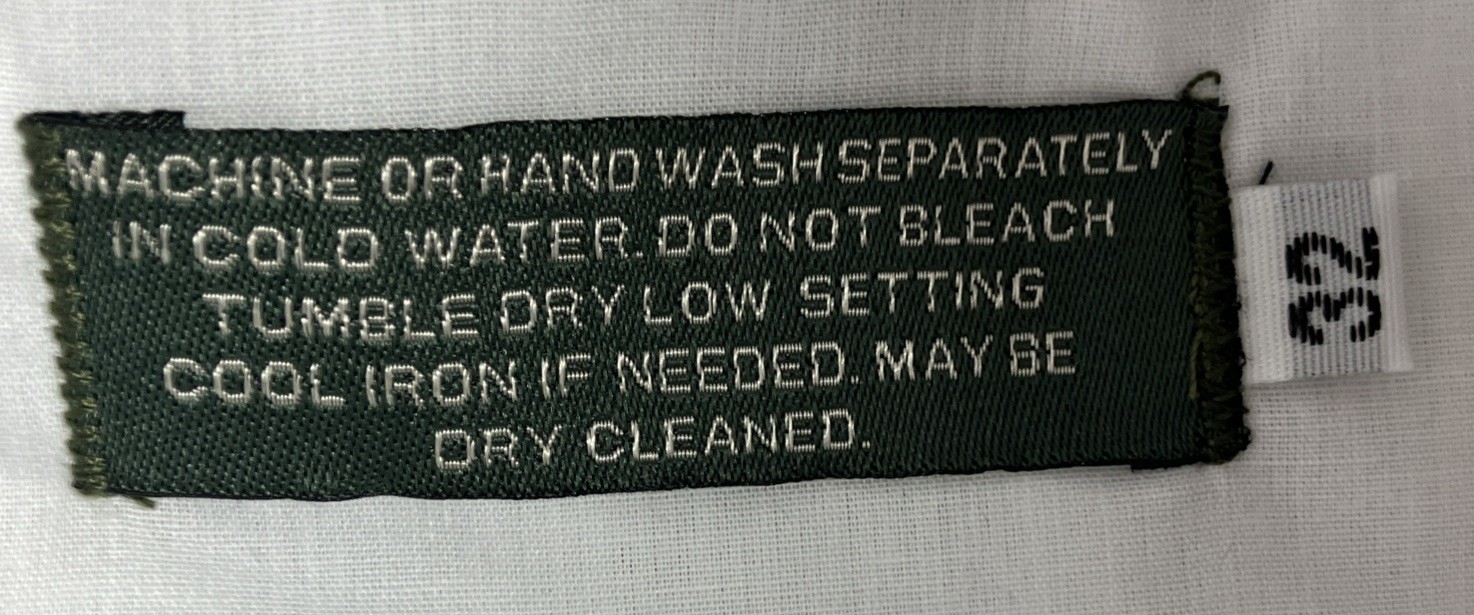 MACHINE OR HAND WASH SEPARATELY
IN COLD WATER. DO NOT BLEACH
TUMBLE DRY LOW SETTING
COOL IRON IF NEEDED. MAY BE
DRY CLEANED.
32